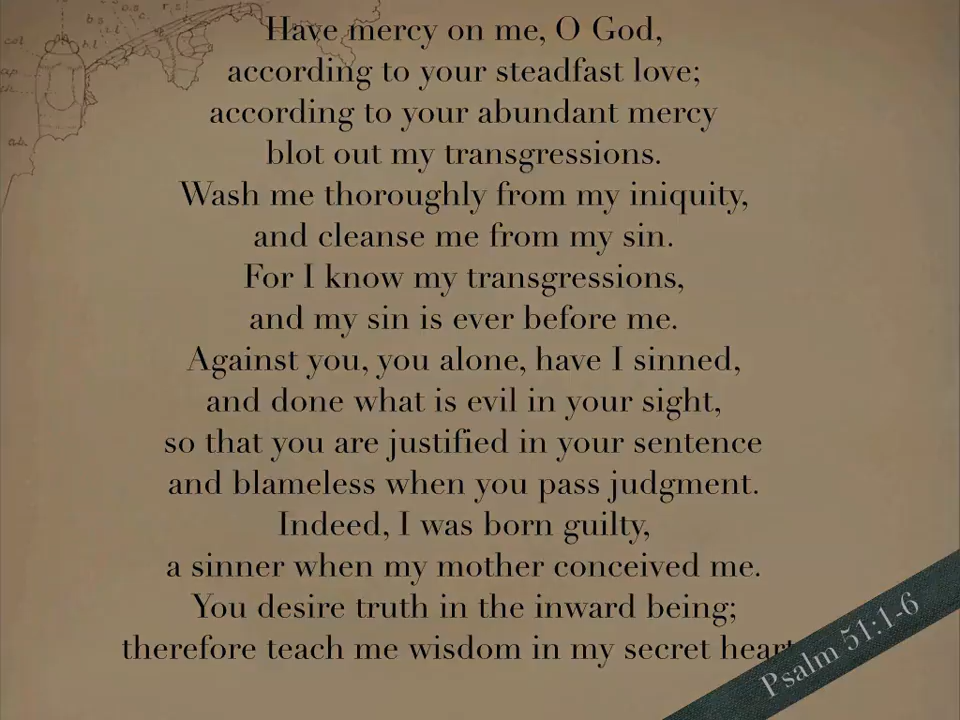 Have mercy on me, O God,
according to your steadfast love;
according to your abundant mercy
blot out my transgressions.
Wash me thoroughly from my iniquity,
and cleanse me from my sin.
For I know my transgressions,
and my sin is ever before me.
Against you, you alone, have I sinned,
and done what is evil in your sight,
so that you are justified in your sentence
and blameless when you pass judgment.
Indeed, I was born guilty,
a sinner when my mother conceived me.
You desire truth in the inward being;
therefore teach me wisdom in my secret heart
Psalm 51:1-6